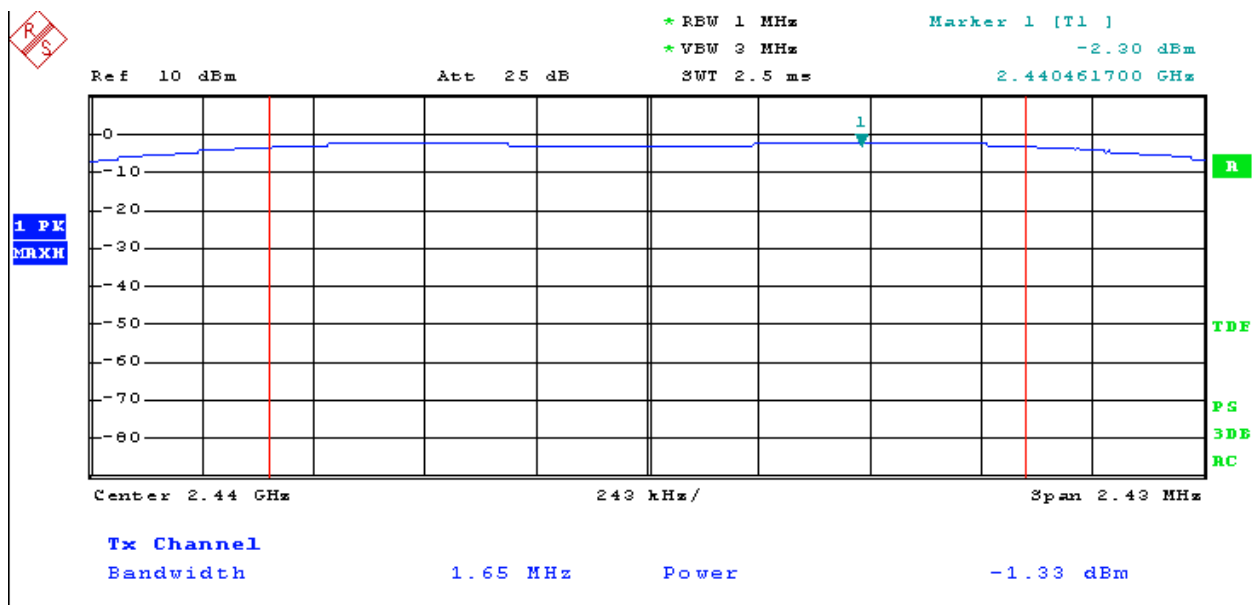 R S
* RBW 1 MHz Marker 1 [T1 ]
* VBW 3 MHz -2.30 dBm
Ref 10 dBm Att 25 dB SWT 2.5 ms 2.440461700 GHz
1
0
-10
R
-20
1 PK
MAXH
-30
-40
-50
TDF
-60
-70
PS
-80
3DB
AC
Center 2.44 GHz 243 kHz/ Span 2.43 MHz
Tx Channel
Bandwidth 1.65 MHz Power -1.33 dBm